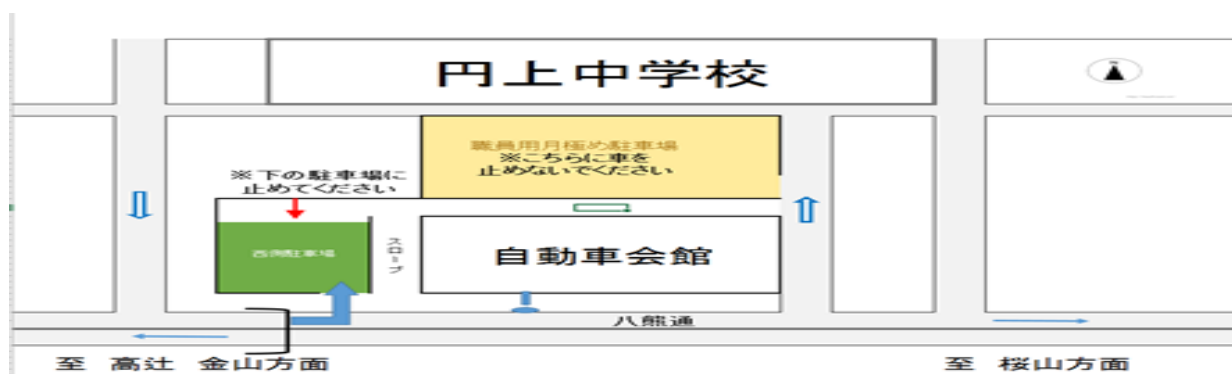 円上中学校
職員用月極め駐車場
※こちらに車を
止めないでください
※下の駐車場に
止めてください
西側駐車場
スロープ
自動車会館
八熊通
至 高辻 金山方面
至 桜山方面